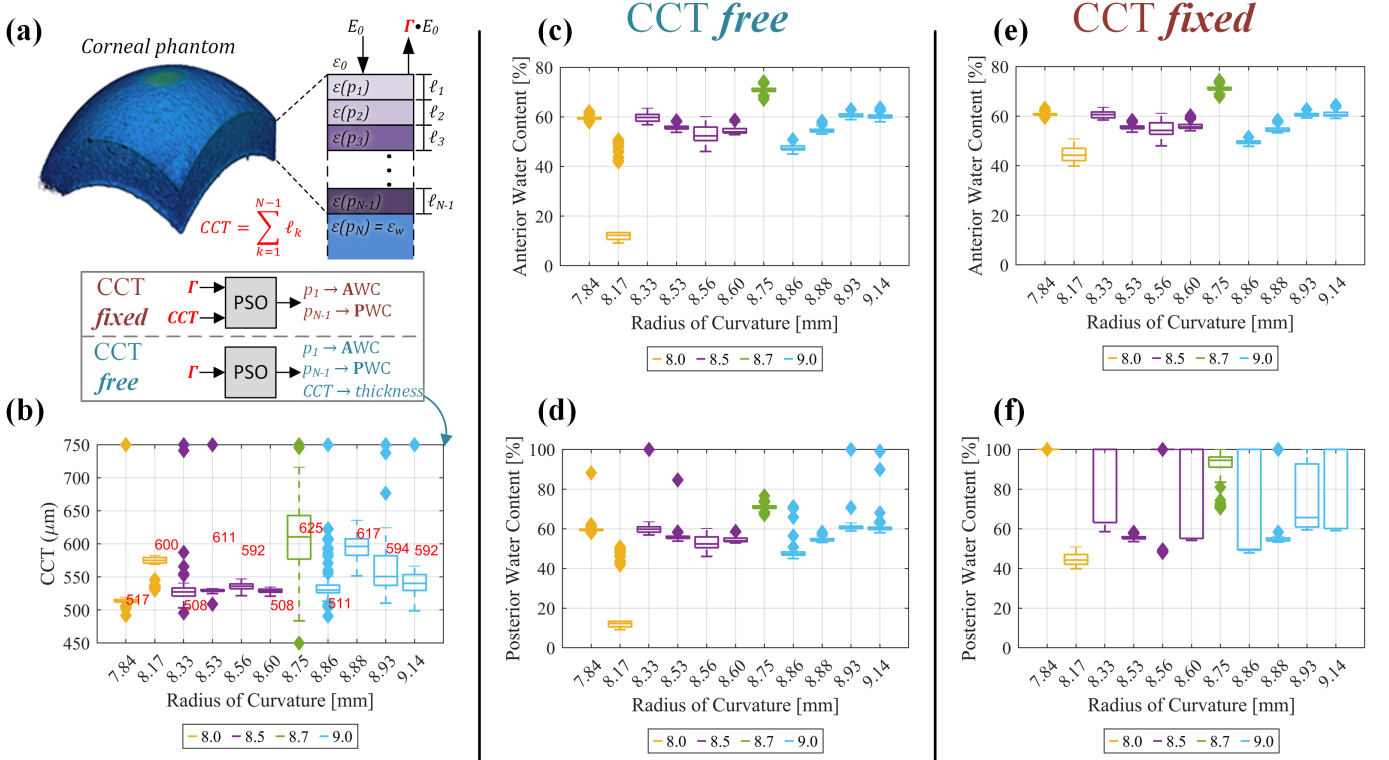 (a)
Corneal phantom
E0
Γ•E0
ε0
ε(p1)
ℓ1
ε(p2)
ℓ2
ε(p3)
ℓ3
ε(pN-1)
ℓN-1
ε(pN) = εw
CCT = ∑ ℓk
N−1
k=1
CCT
fixed
Γ
CCT
PSO
p1 → AWC
pN-1 → PWC
CCT
free
Γ
PSO
p1 → AWC
pN-1 → PWC
CCT → thickness
(b)
CCT (μm)
750
700
650
600
550
500
450
517
600
508
611
592
508
625
511
617
594
592
7.84 8.17 8.33 8.53 8.56 8.60 8.75 8.86 8.88 8.93 9.14
Radius of Curvature [mm]
8.0 8.5 8.7 9.0
CCT free
(c)
Anterior Water Content [%]
80
60
40
20
0
7.84 8.17 8.33 8.53 8.56 8.60 8.75 8.86 8.88 8.93 9.14
Radius of Curvature [mm]
8.0 8.5 8.7 9.0
(d)
Posterior Water Content [%]
100
80
60
40
20
0
7.84 8.17 8.33 8.53 8.56 8.60 8.75 8.86 8.88 8.93 9.14
Radius of Curvature [mm]
8.0 8.5 8.7 9.0
CCT fixed
(e)
Anterior Water Content [%]
80
60
40
20
0
7.84 8.17 8.33 8.53 8.56 8.60 8.75 8.86 8.88 8.93 9.14
Radius of Curvature [mm]
8.0 8.5 8.7 9.0
(f)
Posterior Water Content [%]
100
80
60
40
20
0
7.84 8.17 8.33 8.53 8.56 8.60 8.75 8.86 8.88 8.93 9.14
Radius of Curvature [mm]
8.0 8.5 8.7 9.0